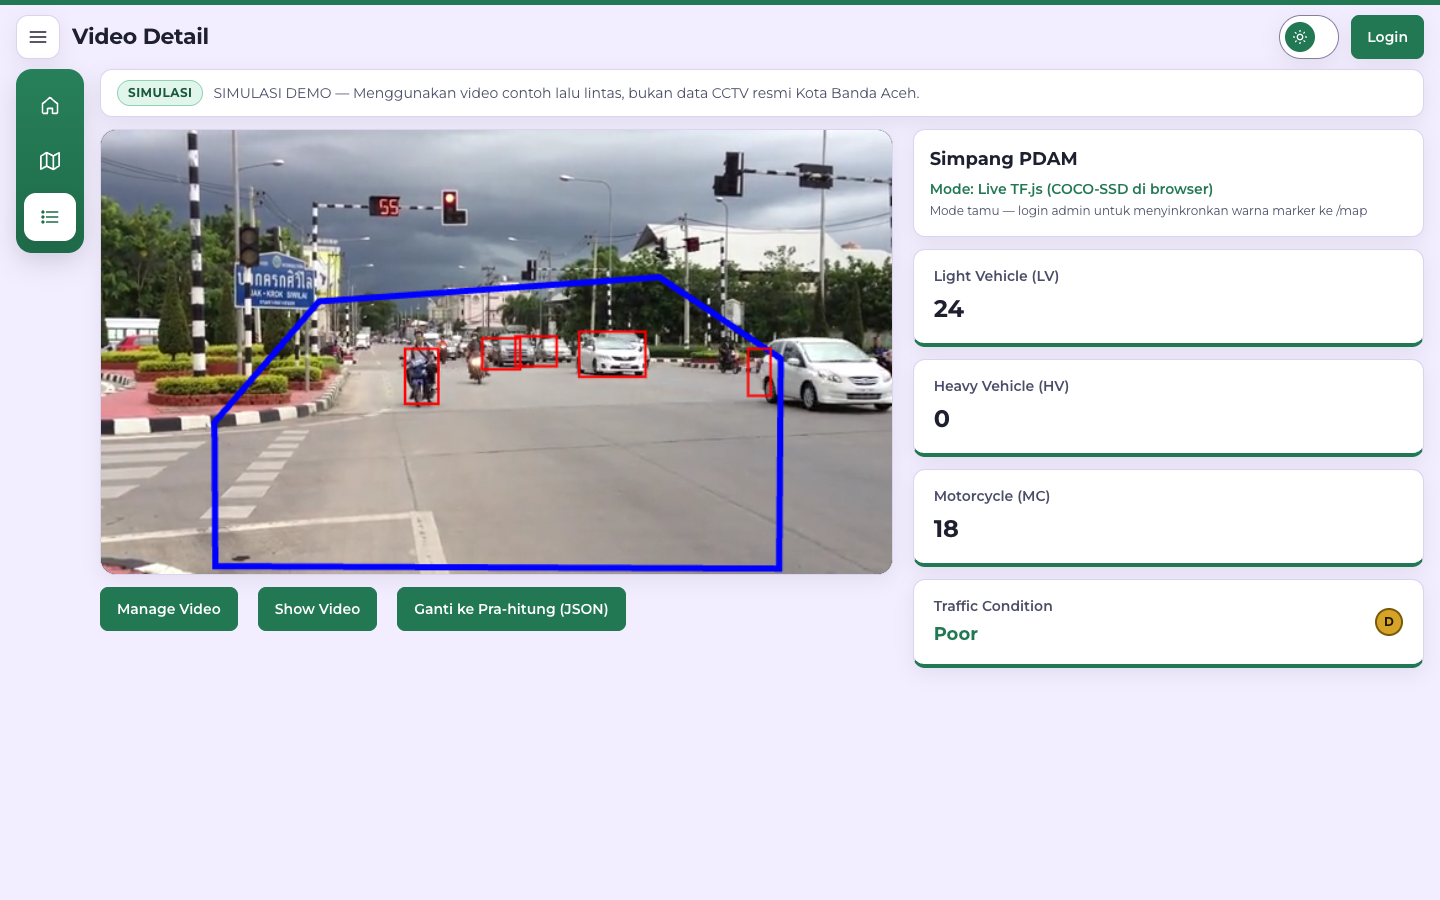 Video Detail
Login
SIMULASI
SIMULASI DEMO — Menggunakan video contoh lalu lintas, bukan data CCTV resmi Kota Banda Aceh.
55
Simpang PDAM
Mode: Live TF.js (COCO-SSD di browser)
Mode tamu — login admin untuk menyinkronkan warna marker ke /map
Light Vehicle (LV)
24
Heavy Vehicle (HV)
0
Motorcycle (MC)
18
Traffic Condition
Poor
D
Manage Video
Show Video
Ganti ke Pra-hitung (JSON)